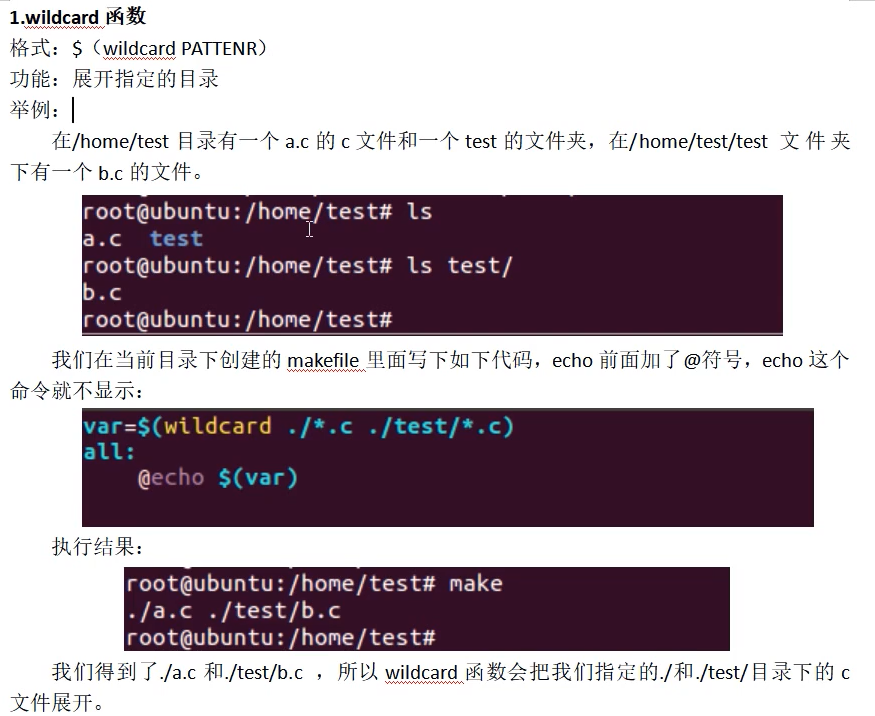 1.wildcard 函数
格式：$（wildcard PATTENR）
功能：展开指定的目录
举例：
在/home/test 目录有一个 a.c 的 c 文件和一个 test 的文件夹，在/home/test/test 文件夹
下有一个 b.c 的文件。
root@ubuntu:/home/test# ls
a.c  test
root@ubuntu:/home/test# ls test/
b.c
root@ubuntu:/home/test#
我们在当前目录下创建的 makefile 里面写下如下代码，echo 前面加了@符号，echo 这个
命令就不显示：
var=$(wildcard ./*.c ./test/*.c)
all:
    @echo $(var)
执行结果：
root@ubuntu:/home/test# make
./a.c ./test/b.c
root@ubuntu:/home/test#
我们得到了./a.c 和./test/b.c ，所以 wildcard 函数会把我们指定的./和./test/目录下的 c
文件展开。